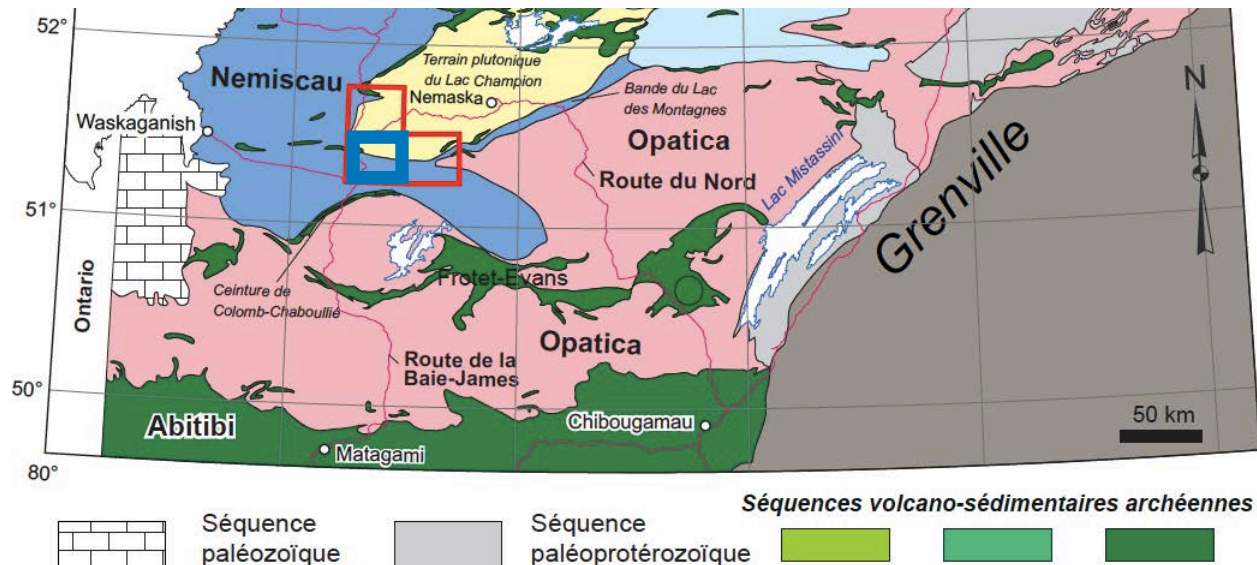 52°
Nemiscau
Terrain plutonique
du Lac Champion
Nemaska
Bande du Lac
des Montagnes
N
Waskaganish
Opatica
Lac Mistassini
Route du Nord
Grenville
51°
Ontario
Ceinture de
Colomb-Chaboullié
Frotet-Evans
Opatica
Route de la
Baie-James
50°
Abitibi
Chibougamau
50 km
Matagami
80°
Séquences volcano-sédimentaires archéennes
Séquence
paléozoïque
Séquence
paléoprotérozoïque